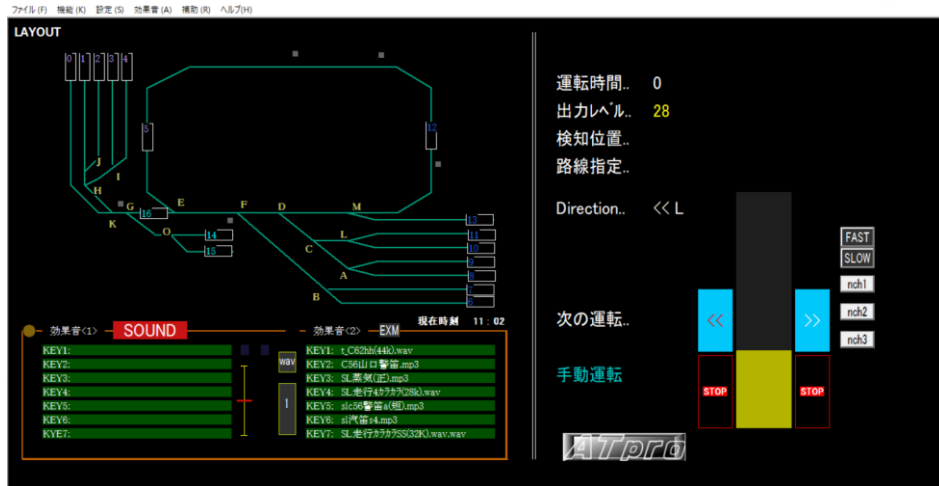 ファイル(F) 機能(K) 設定(S) 効果音(A) 補助(R) ヘルプ(H)
LAYOUT
0 1 2 3 4
5
12
J
I
H
G
16
E
F
D
M
K
O
14
15
L
C
A
B
13
11
10
9
8
7
6
現在時刻 11:02
効果音<1>
SOUND
KEY1:
KEY2:
KEY3:
KEY4:
KEY5:
KEY6:
KYE7:
wav
1
効果音<2>
EXM
KEY1: t_C62hh(44k).wav
KEY2: C56山口警笛.mp3
KEY3: SL蒸気(正).mp3
KEY4: SL走行4カラカラ(28k).wav
KEY5: slc56警笛a(短).mp3
KEY6: sl汽笛s4.mp3
KEY7: SL走行カラカラSS(32K).wav.wav
運転時間.. 0
出力レベル.. 28
検知位置..
路線指定..
Direction.. << L
次の運転..
手動運転
<<
>>
STOP
STOP
FAST
SLOW
nch1
nch2
nch3
ATpro